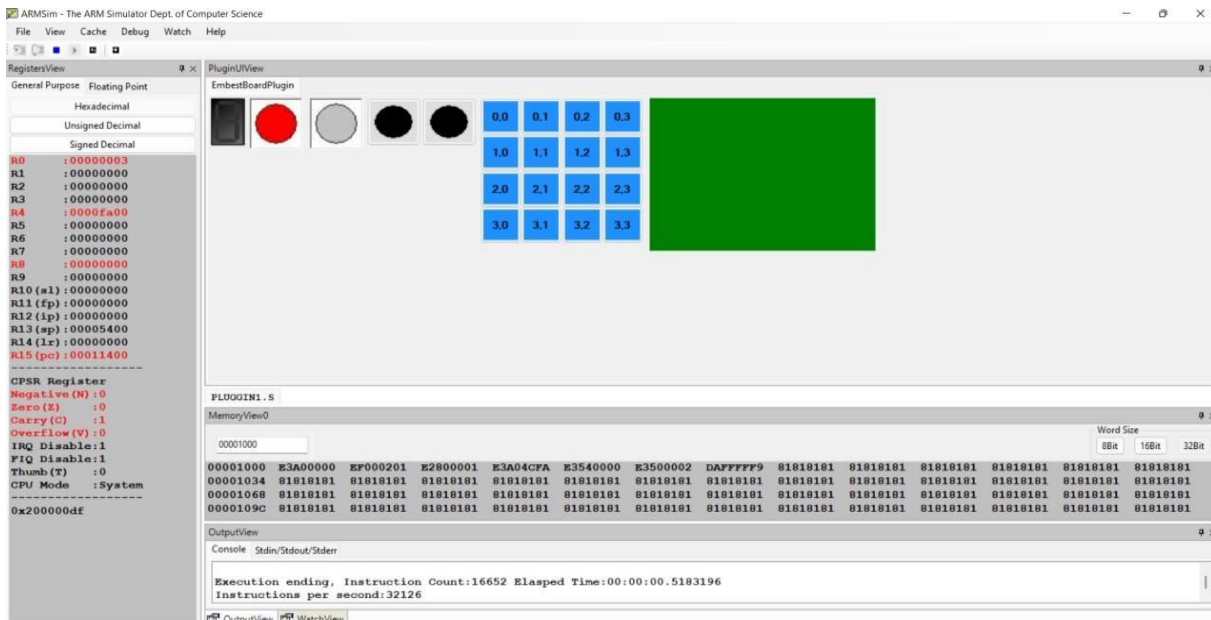 ARMSim - The ARM Simulator Dept. of Computer Science
File View Cache Debug Watch Help
RegistersView
General Purpose Floating Point
Hexadecimal
Unsigned Decimal
Signed Decimal
R0 :00000003
R1 :00000000
R2 :00000000
R3 :00000000
R4 :0000fa00
R5 :00000000
R6 :00000000
R7 :00000000
R8 :00000000
R9 :00000000
R10(sl):00000000
R11(fp):00000000
R12(ip):00000000
R13(sp):00005400
R14(lr):00000000
R15(pc):00011400
-------------------
CPSR Register
Negative(N):0
Zero(Z) :0
Carry(C) :1
Overflow(V):0
IRQ Disable:1
FIQ Disable:1
Thumb(T) :0
CPU Mode :System
-------------------
0x200000df
PluginUIView
EmbestBoardPlugin
0,0 0,1 0,2 0,3
1,0 1,1 1,2 1,3
2,0 2,1 2,2 2,3
3,0 3,1 3,2 3,3
PLUGGIN1.S
MemoryView0
Word Size
00001000 8Bit 16Bit 32Bit
00001000 E3A00000 EF000201 E2800001 E3A04CFA E3540000 E3500002 DAFFFFF9 81818181 81818181 81818181 81818181 81818181 81818181
00001034 81818181 81818181 81818181 81818181 81818181 81818181 81818181 81818181 81818181 81818181 81818181 81818181 81818181
00001068 81818181 81818181 81818181 81818181 81818181 81818181 81818181 81818181 81818181 81818181 81818181 81818181 81818181
0000109C 81818181 81818181 81818181 81818181 81818181 81818181 81818181 81818181 81818181 81818181 81818181 81818181 81818181
OutputView
Console Stdin/Stdout/Stderr
Execution ending, Instruction Count:16652 Elasped Time:00:00:00.5183196
Instructions per second:32126
OutputView WatchView